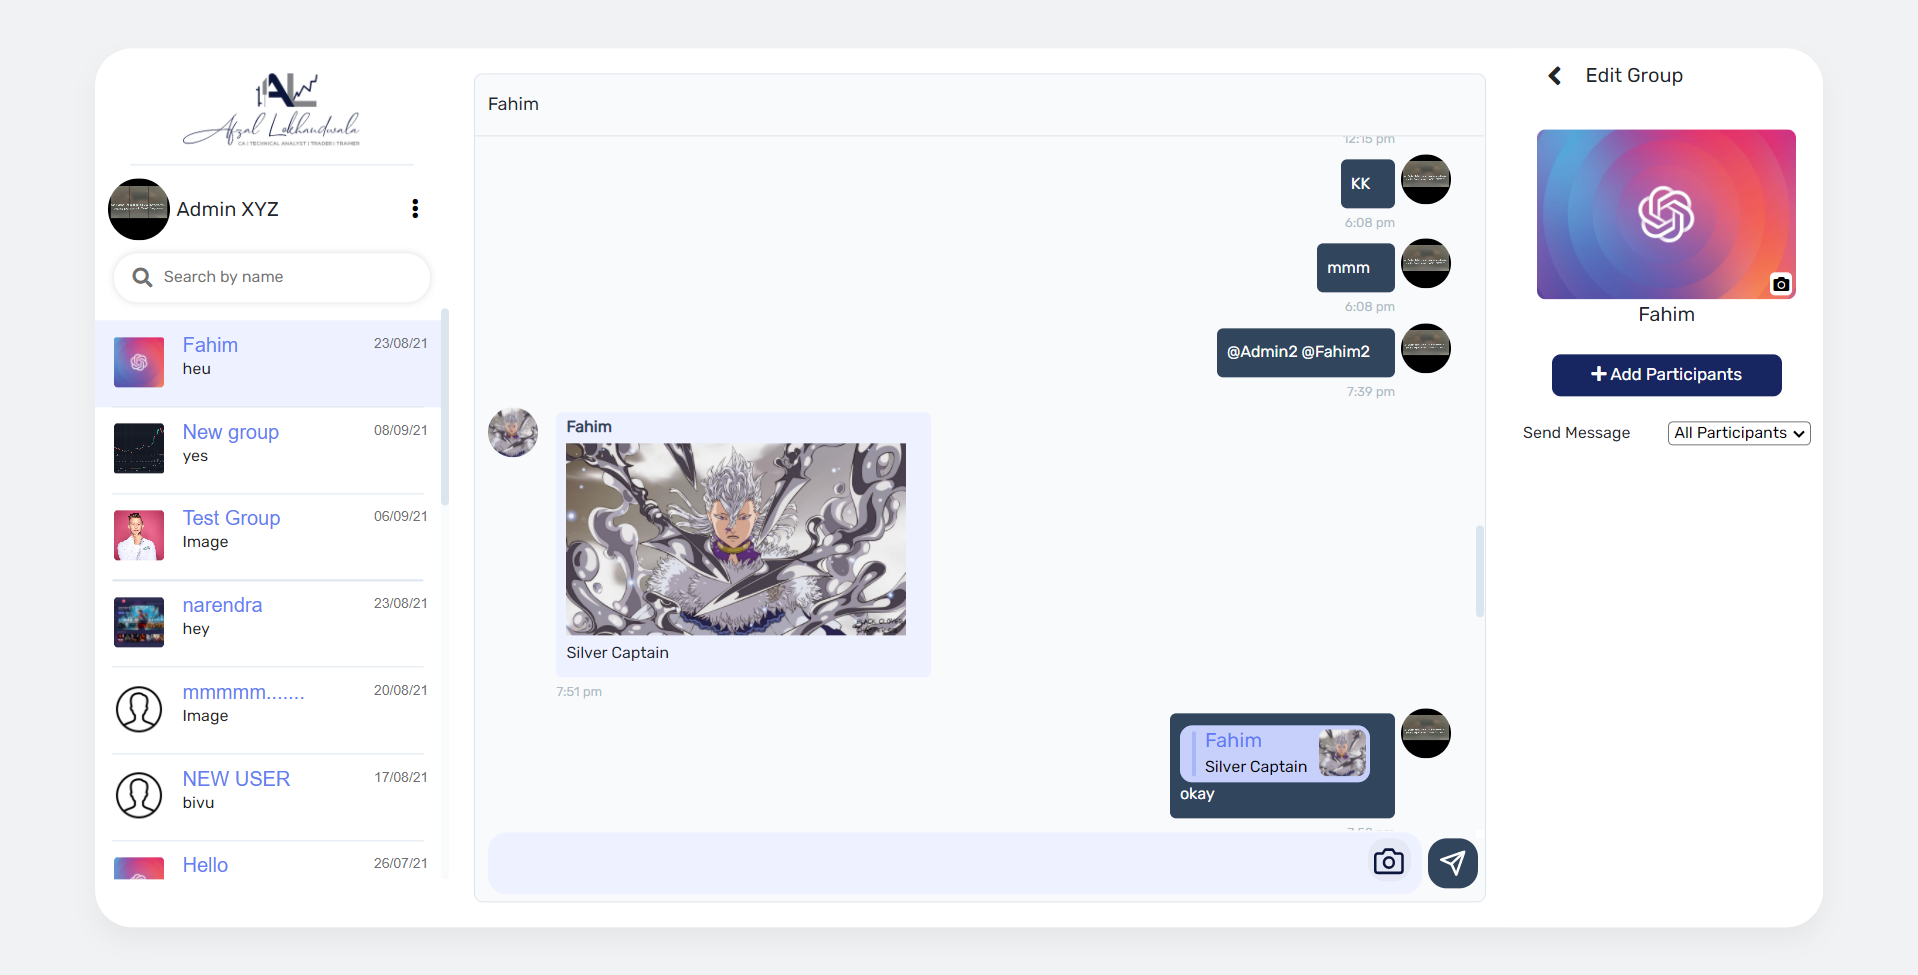 AL
Afzal Lokhandwala
CA | TECHNICAL ANALYST | TRADER | TRAINER
Admin XYZ
Search by name
Fahim
23/08/21
heu
New group
08/09/21
yes
Test Group
06/09/21
Image
narendra
23/08/21
hey
mmmmm.......
20/08/21
Image
NEW USER
17/08/21
bivu
Hello
26/07/21
Fahim
12:15 pm
KK
6:08 pm
mmm
6:08 pm
@Admin2 @Fahim2
7:39 pm
Fahim
BLACK CLOVER
Silver Captain
7:51 pm
Fahim
Silver Captain
okay
Edit Group
Fahim
Add Participants
Send Message
All Participants